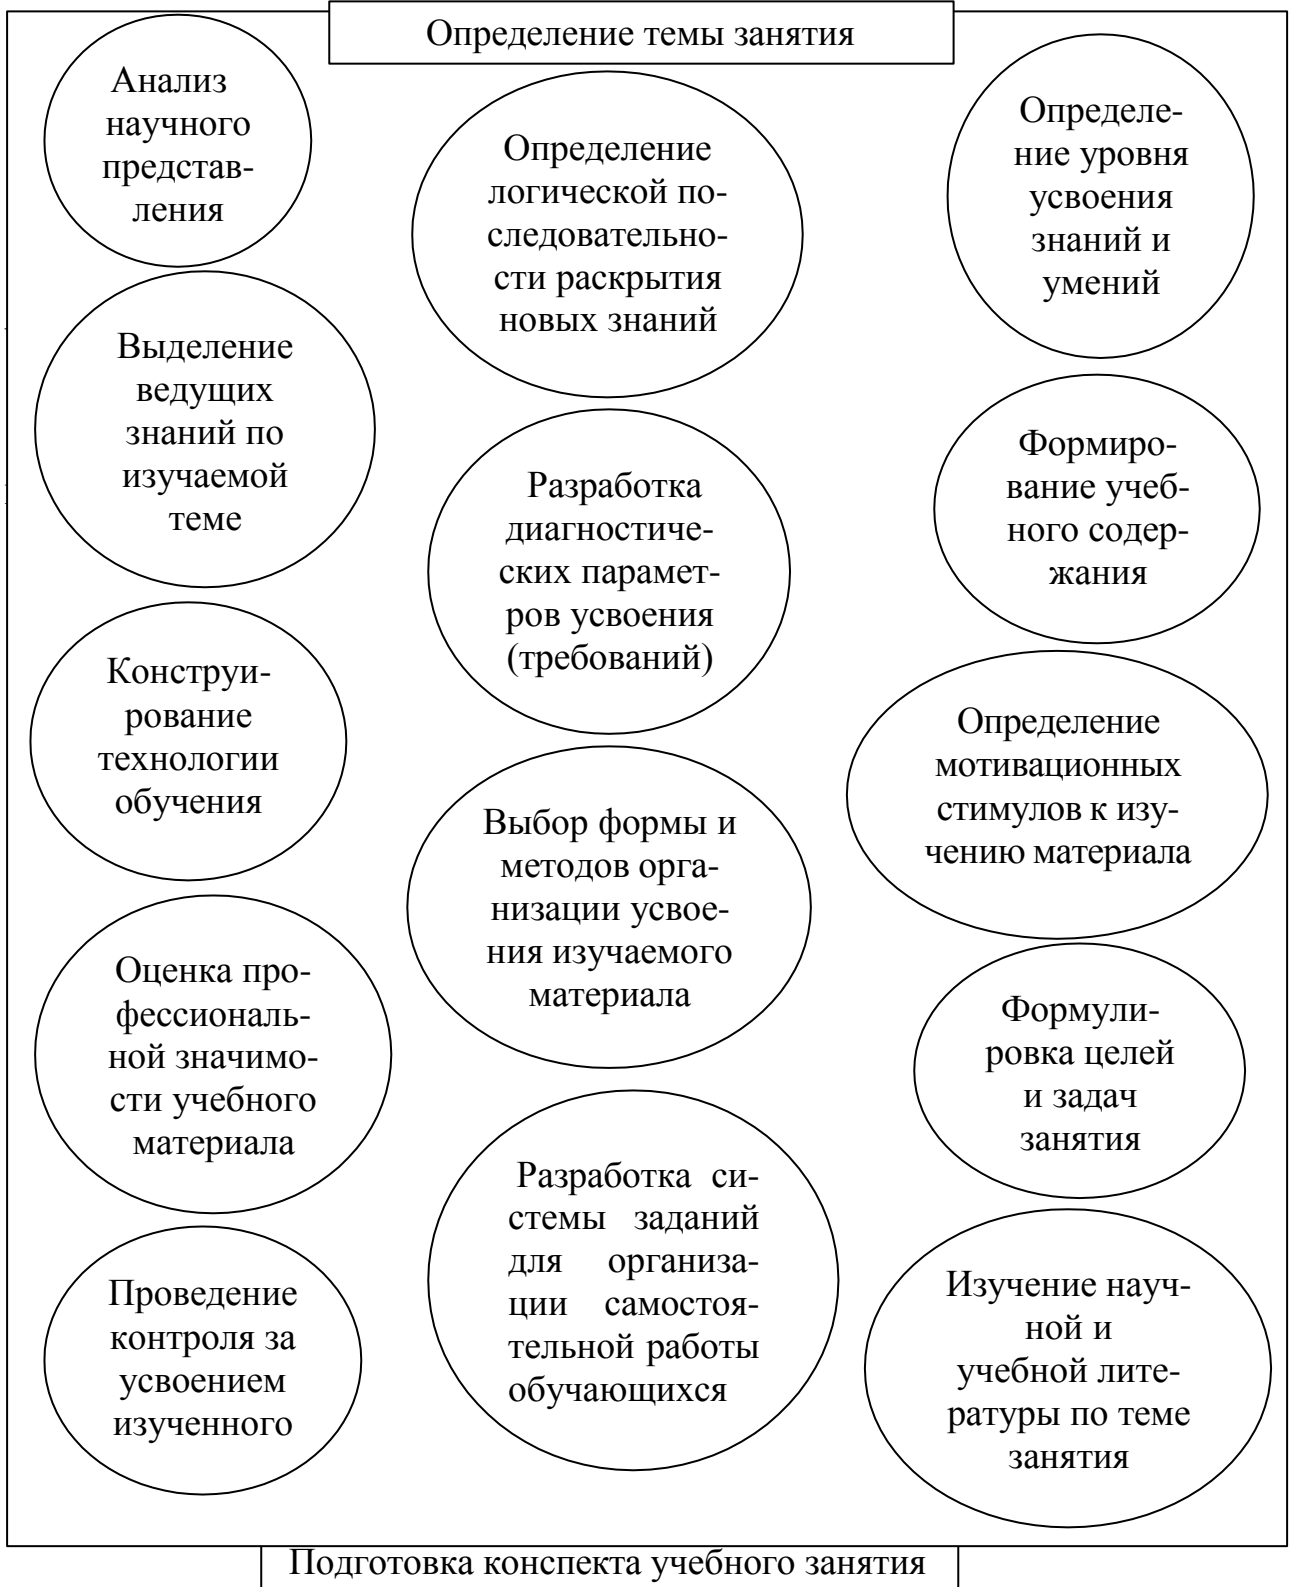 Определение темы занятия
Анализ
научного
представ-
ления
Выделение
ведущих
знаний по
изучаемой
теме
Конструи-
рование
технологии
обучения
Оценка про-
фессиональ-
ной значимо-
сти учебного
материала
Проведение
контроля за
усвоением
изученного
Определение
логической по-
следовательно-
сти раскрытия
новых знаний
Разработка
диагностиче-
ских парамет-
ров усвоения
(требований)
Выбор формы и
методов орга-
низации усвое-
ния изучаемого
материала
Разработка си-
стемы заданий
для организа-
ции самостоя-
тельной работы
обучающихся
Определе-
ние уровня
усвоения
знаний и
умений
Формиро-
вание учеб-
ного содер-
жания
Определение
мотивационных
стимулов к изу-
чению материала
Формули-
ровка целей
и задач
занятия
Изучение науч-
ной и
учебной лите-
ратуры по теме
занятия
Подготовка конспекта учебного занятия